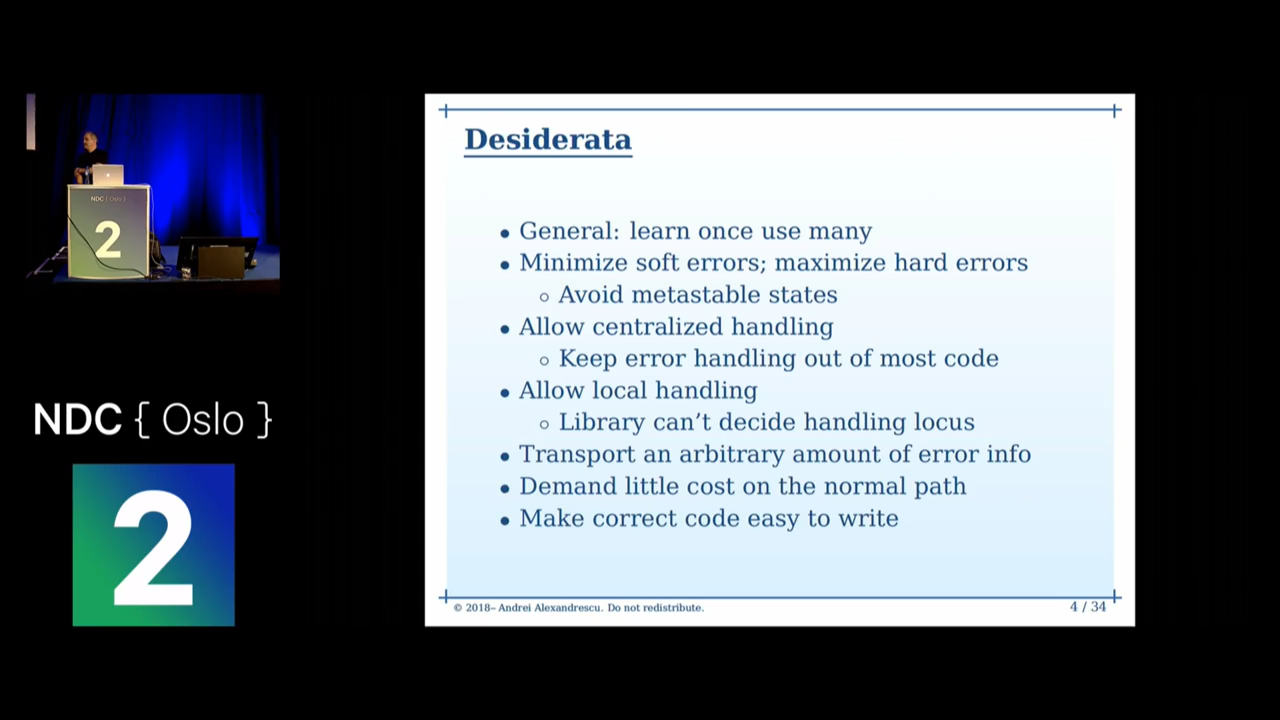 NDC { Oslo }
2
NDC { Oslo }
2
Desiderata
• General: learn once use many
• Minimize soft errors; maximize hard errors
◦ Avoid metastable states
• Allow centralized handling
◦ Keep error handling out of most code
• Allow local handling
◦ Library can’t decide handling locus
• Transport an arbitrary amount of error info
• Demand little cost on the normal path
• Make correct code easy to write
© 2018– Andrei Alexandrescu. Do not redistribute.
4 / 34